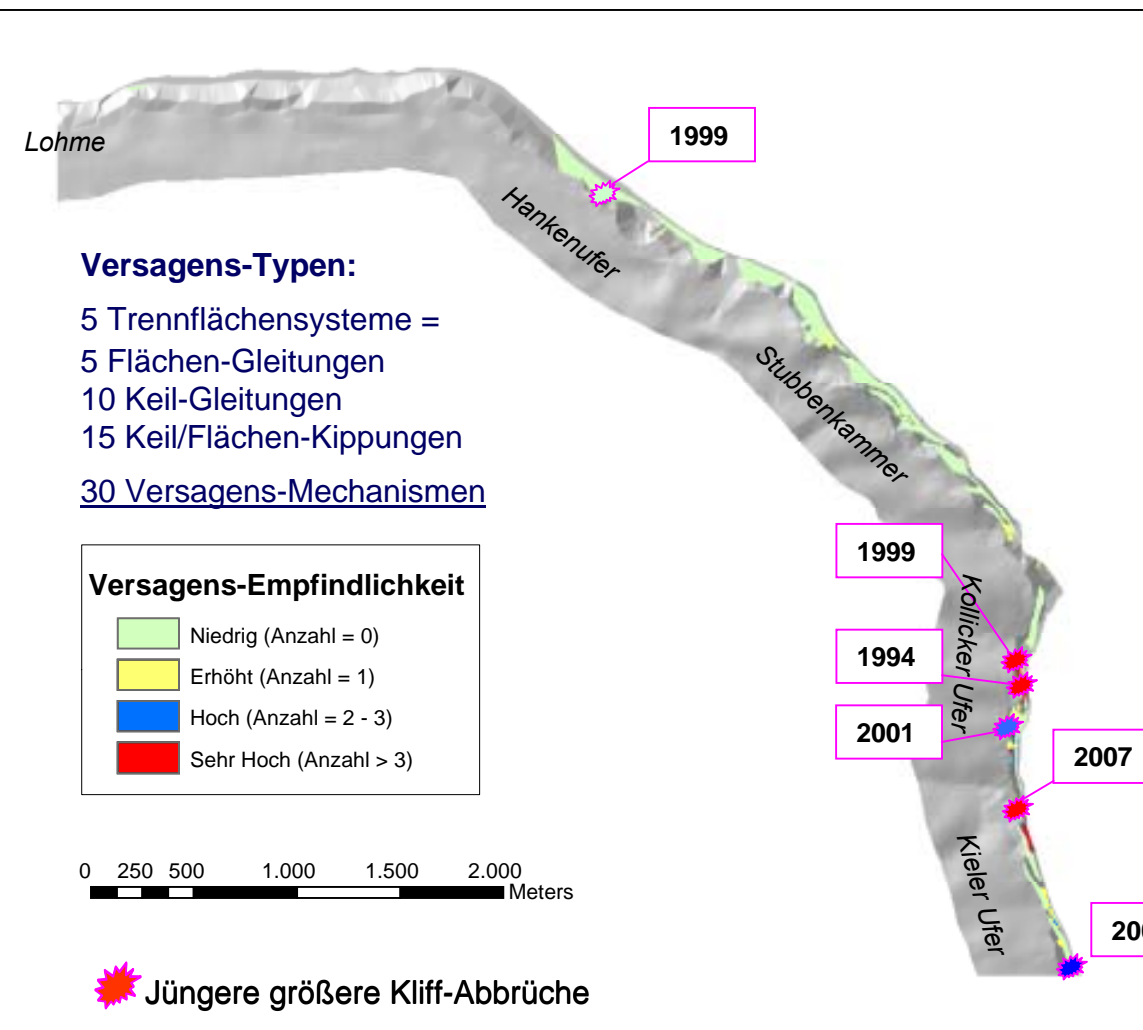 Lohme
1999
Hankenufer
Versagens-Typen:
5 Trennflächensysteme =
5 Flächen-Gleitungen
10 Keil-Gleitungen
15 Keil/Flächen-Kippungen
30 Versagens-Mechanismen
Stubbenkammer
Versagens-Empfindlichkeit
Niedrig (Anzahl = 0)
Erhöht (Anzahl = 1)
Hoch (Anzahl = 2 - 3)
Sehr Hoch (Anzahl > 3)
1999
Kollicker Ufer
1994
2001
2007
Kieler Ufer
0 250 500 1.000 1.500 2.000
Meters
Jüngere größere Kliff-Abbrüche